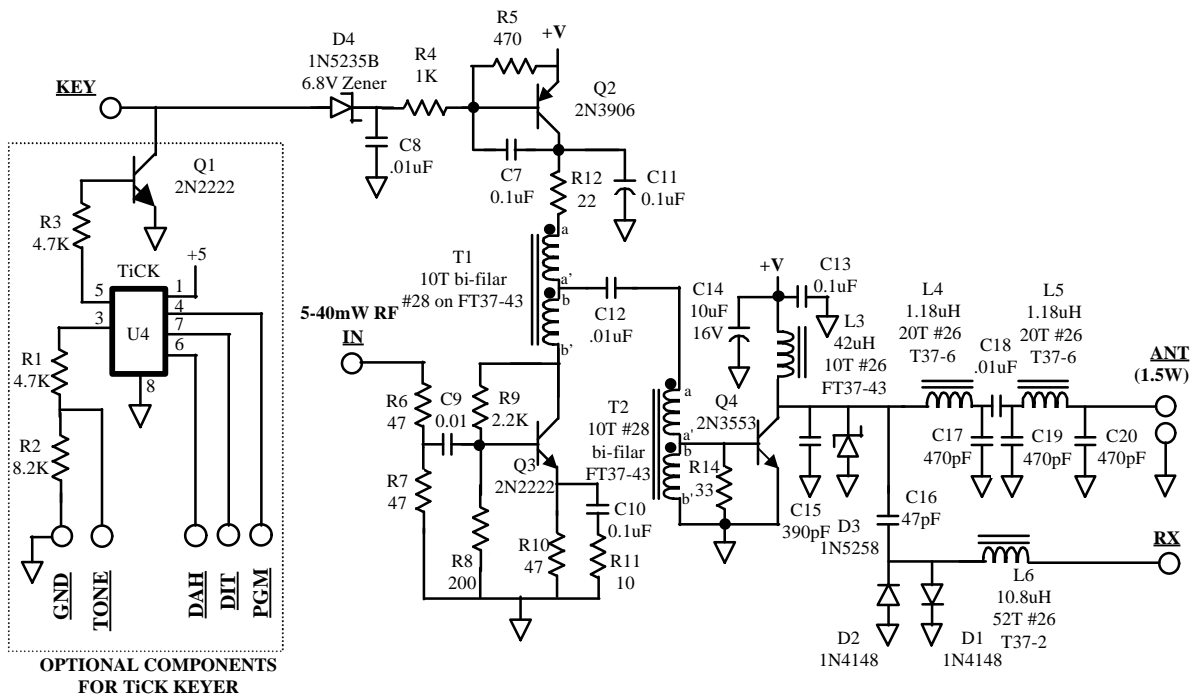 R5
470
+V
D4
1N5235B
6.8V Zener
R4
1K
Q2
2N3906
KEY
C8
.01uF
C7
0.1uF
R12
22
C11
0.1uF
Q1
2N2222
R3
4.7K
TiCK
+5
5
3
1
4
7
6
8
U4
R1
4.7K
R2
8.2K
GND
TONE
DAH
DIT
PGM
OPTIONAL COMPONENTS
FOR TiCK KEYER
T1
10T bi-filar
#28 on FT37-43
a
a'
b
b'
C12
.01uF
5-40mW RF
IN
R6
47
C9
0.01
R9
2.2K
R7
47
Q3
2N2222
R8
200
R10
47
C10
0.1uF
R11
10
T2
10T #28
bi-filar
FT37-43
a
a'
b
b'
R14
33
Q4
2N3553
+V
C14
10uF
16V
C13
0.1uF
L3
42uH
10T #26
FT37-43
C15
390pF
D3
1N5258
L4
1.18uH
20T #26
T37-6
C18
.01uF
L5
1.18uH
20T #26
T37-6
ANT
(1.5W)
C17
470pF
C19
470pF
C20
470pF
C16
47pF
RX
L6
10.8uH
52T #26
T37-2
D2
1N4148
D1
1N4148